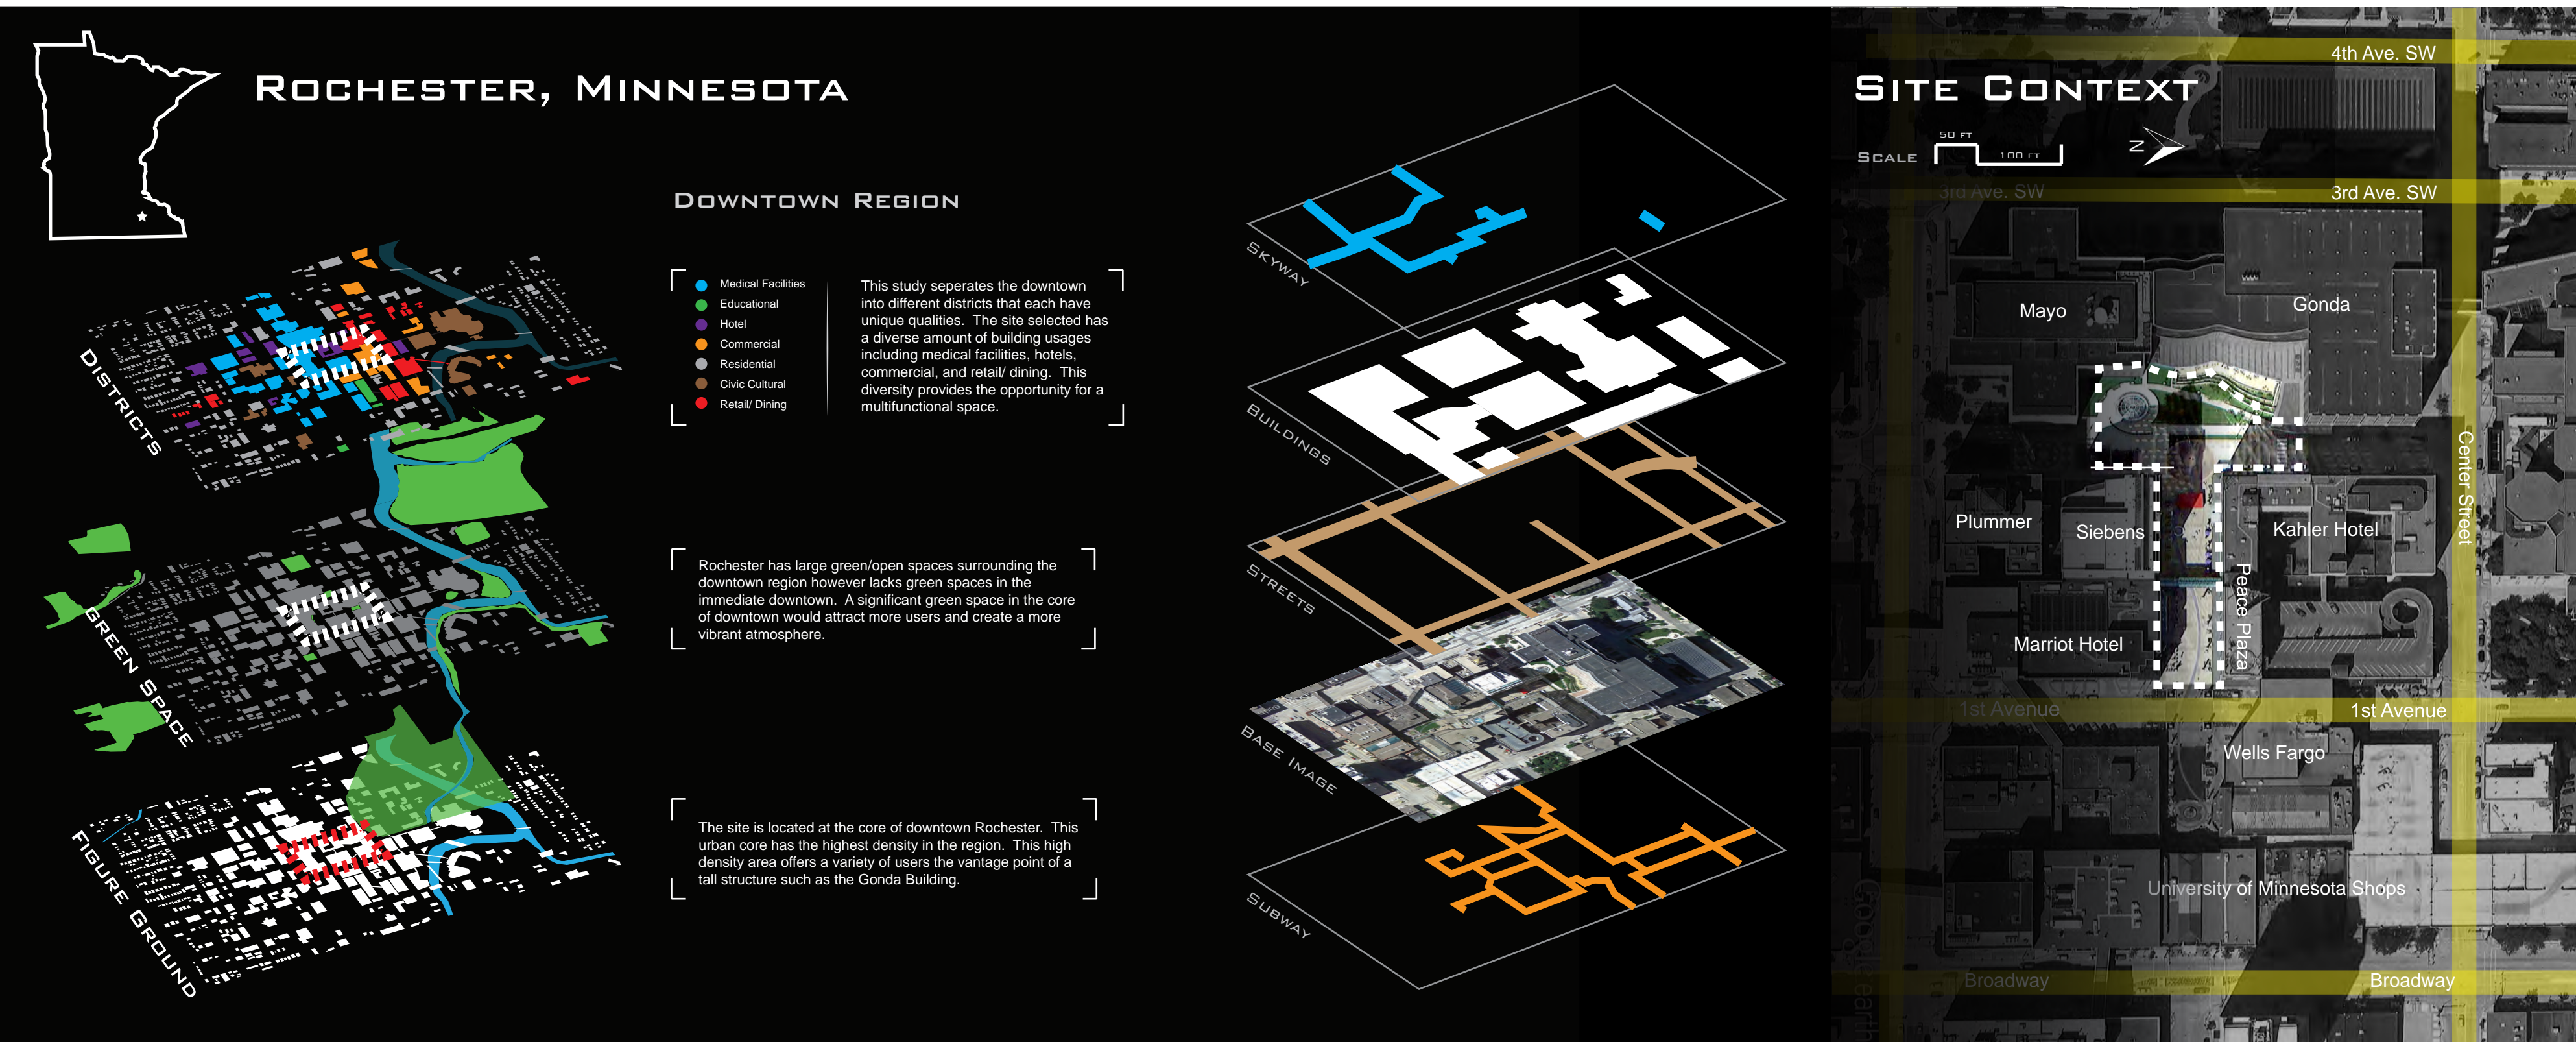 Rochester, Minnesota
Downtown Region
Districts
Medical Facilities
Educational
Hotel
Commercial
Residential
Civic Cultural
Retail/ Dining
This study seperates the downtown
into different districts that each have
unique qualities.  The site selected has
a diverse amount of building usages
including medical facilities, hotels,
commercial, and retail/ dining.  This
diversity provides the opportunity for a
multifunctional space.
Green Space
Rochester has large green/open spaces surrounding the
downtown region however lacks green spaces in the
immediate downtown.  A significant green space in the core
of downtown would attract more users and create a more
vibrant atmosphere.
Figure Ground
The site is located at the core of downtown Rochester.  This
urban core has the highest density in the region.  This high
density area offers a variety of users the vantage point of a
tall structure such as the Gonda Building.
Skyway
Buildings
Streets
Base Image
Subway
Site Context
Scale
50 ft
100 ft
N
4th Ave. SW
3rd Ave. SW
3rd Ave. SW
Mayo
Gonda
Center Street
Plummer
Siebens
Kahler Hotel
Peace Plaza
Marriot Hotel
1st Avenue
1st Avenue
Wells Fargo
University of Minnesota Shops
Broadway
Broadway
Google earth